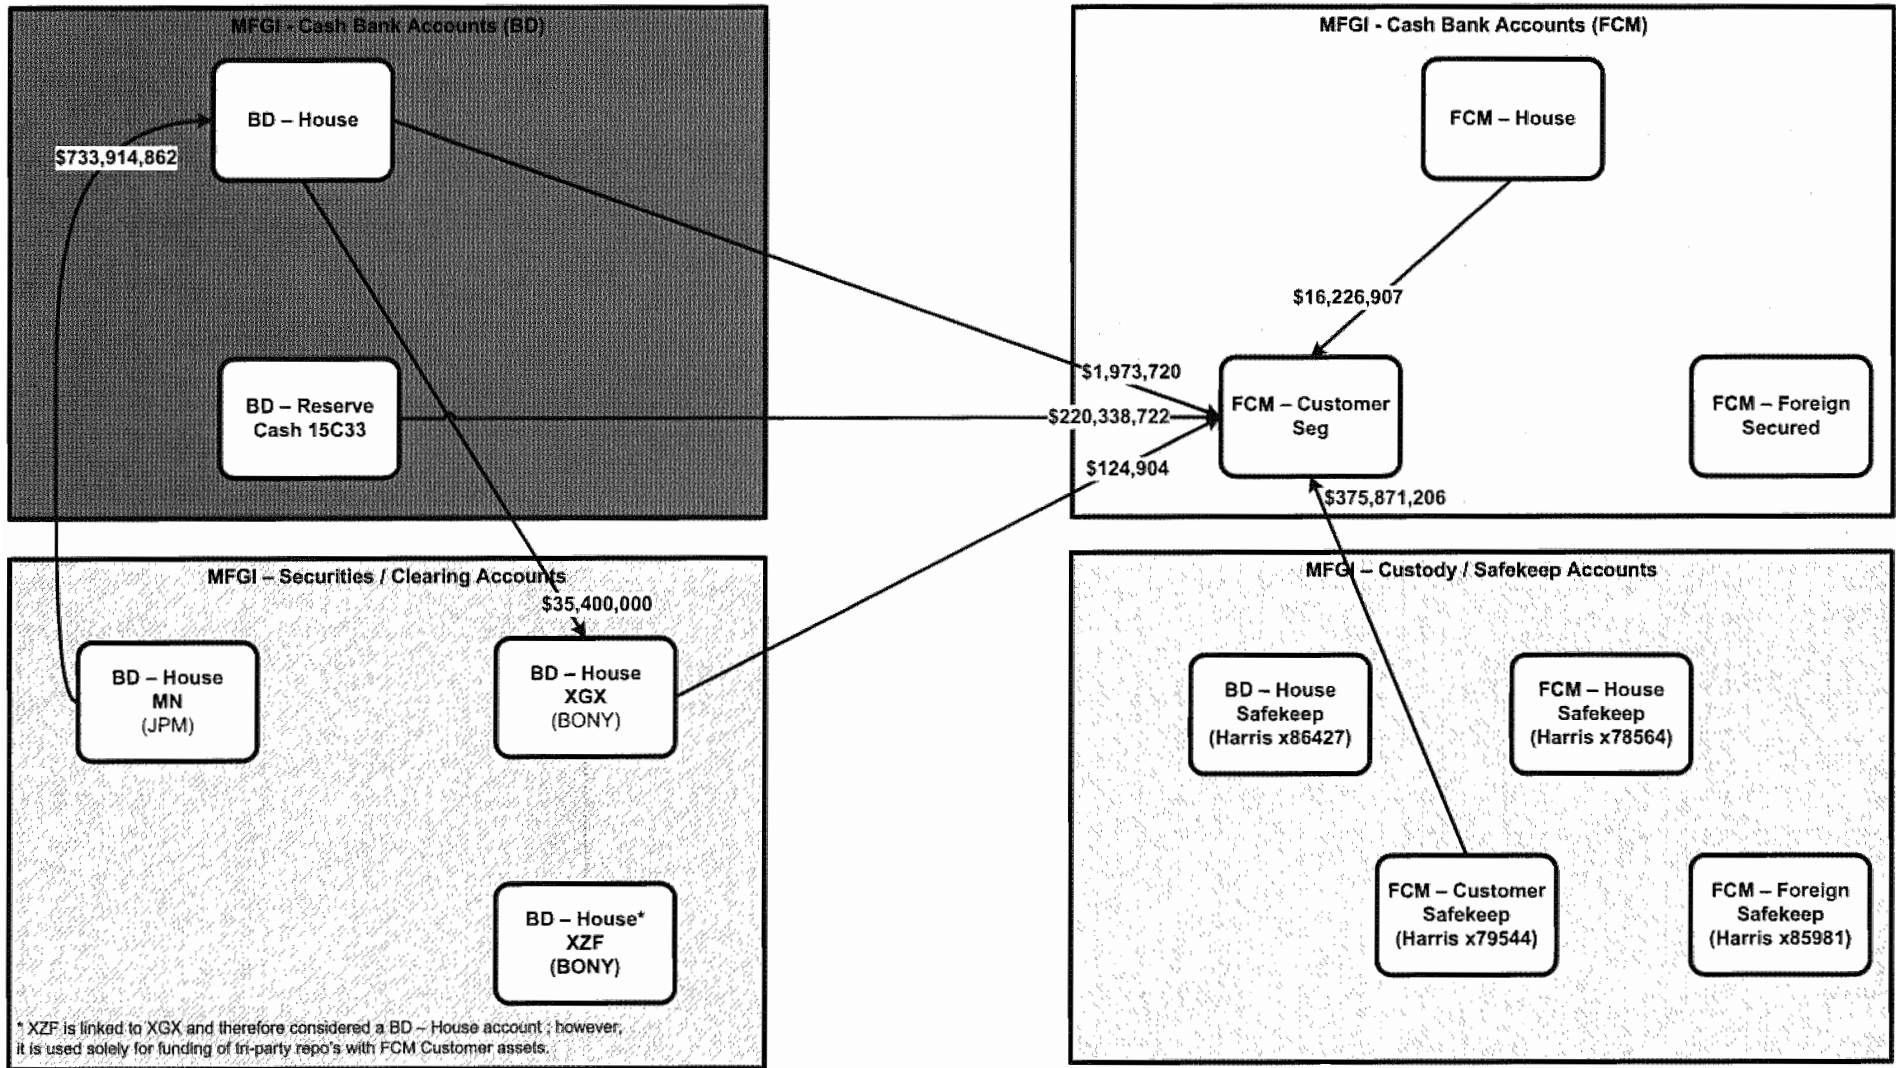 MFGI - Cash Bank Accounts (BD)
BD – House
$733,914,862
BD – Reserve
Cash 15C33
MFGI - Cash Bank Accounts (FCM)
FCM – House
$16,226,907
$1,973,720
$220,338,722
$124,904
FCM – Customer
Seg
FCM – Foreign
Secured
$375,871,206
MFGI – Securities / Clearing Accounts
$35,400,000
BD – House
MN
(JPM)
BD – House
XGX
(BONY)
BD – House*
XZF
(BONY)
* XZF is linked to XGX and therefore considered a BD – House account ; however,
it is used solely for funding of tri-party repo's with FCM Customer assets.
MFGI – Custody / Safekeep Accounts
BD – House
Safekeep
(Harris x86427)
FCM – House
Safekeep
(Harris x78564)
FCM – Customer
Safekeep
(Harris x79544)
FCM – Foreign
Safekeep
(Harris x85981)